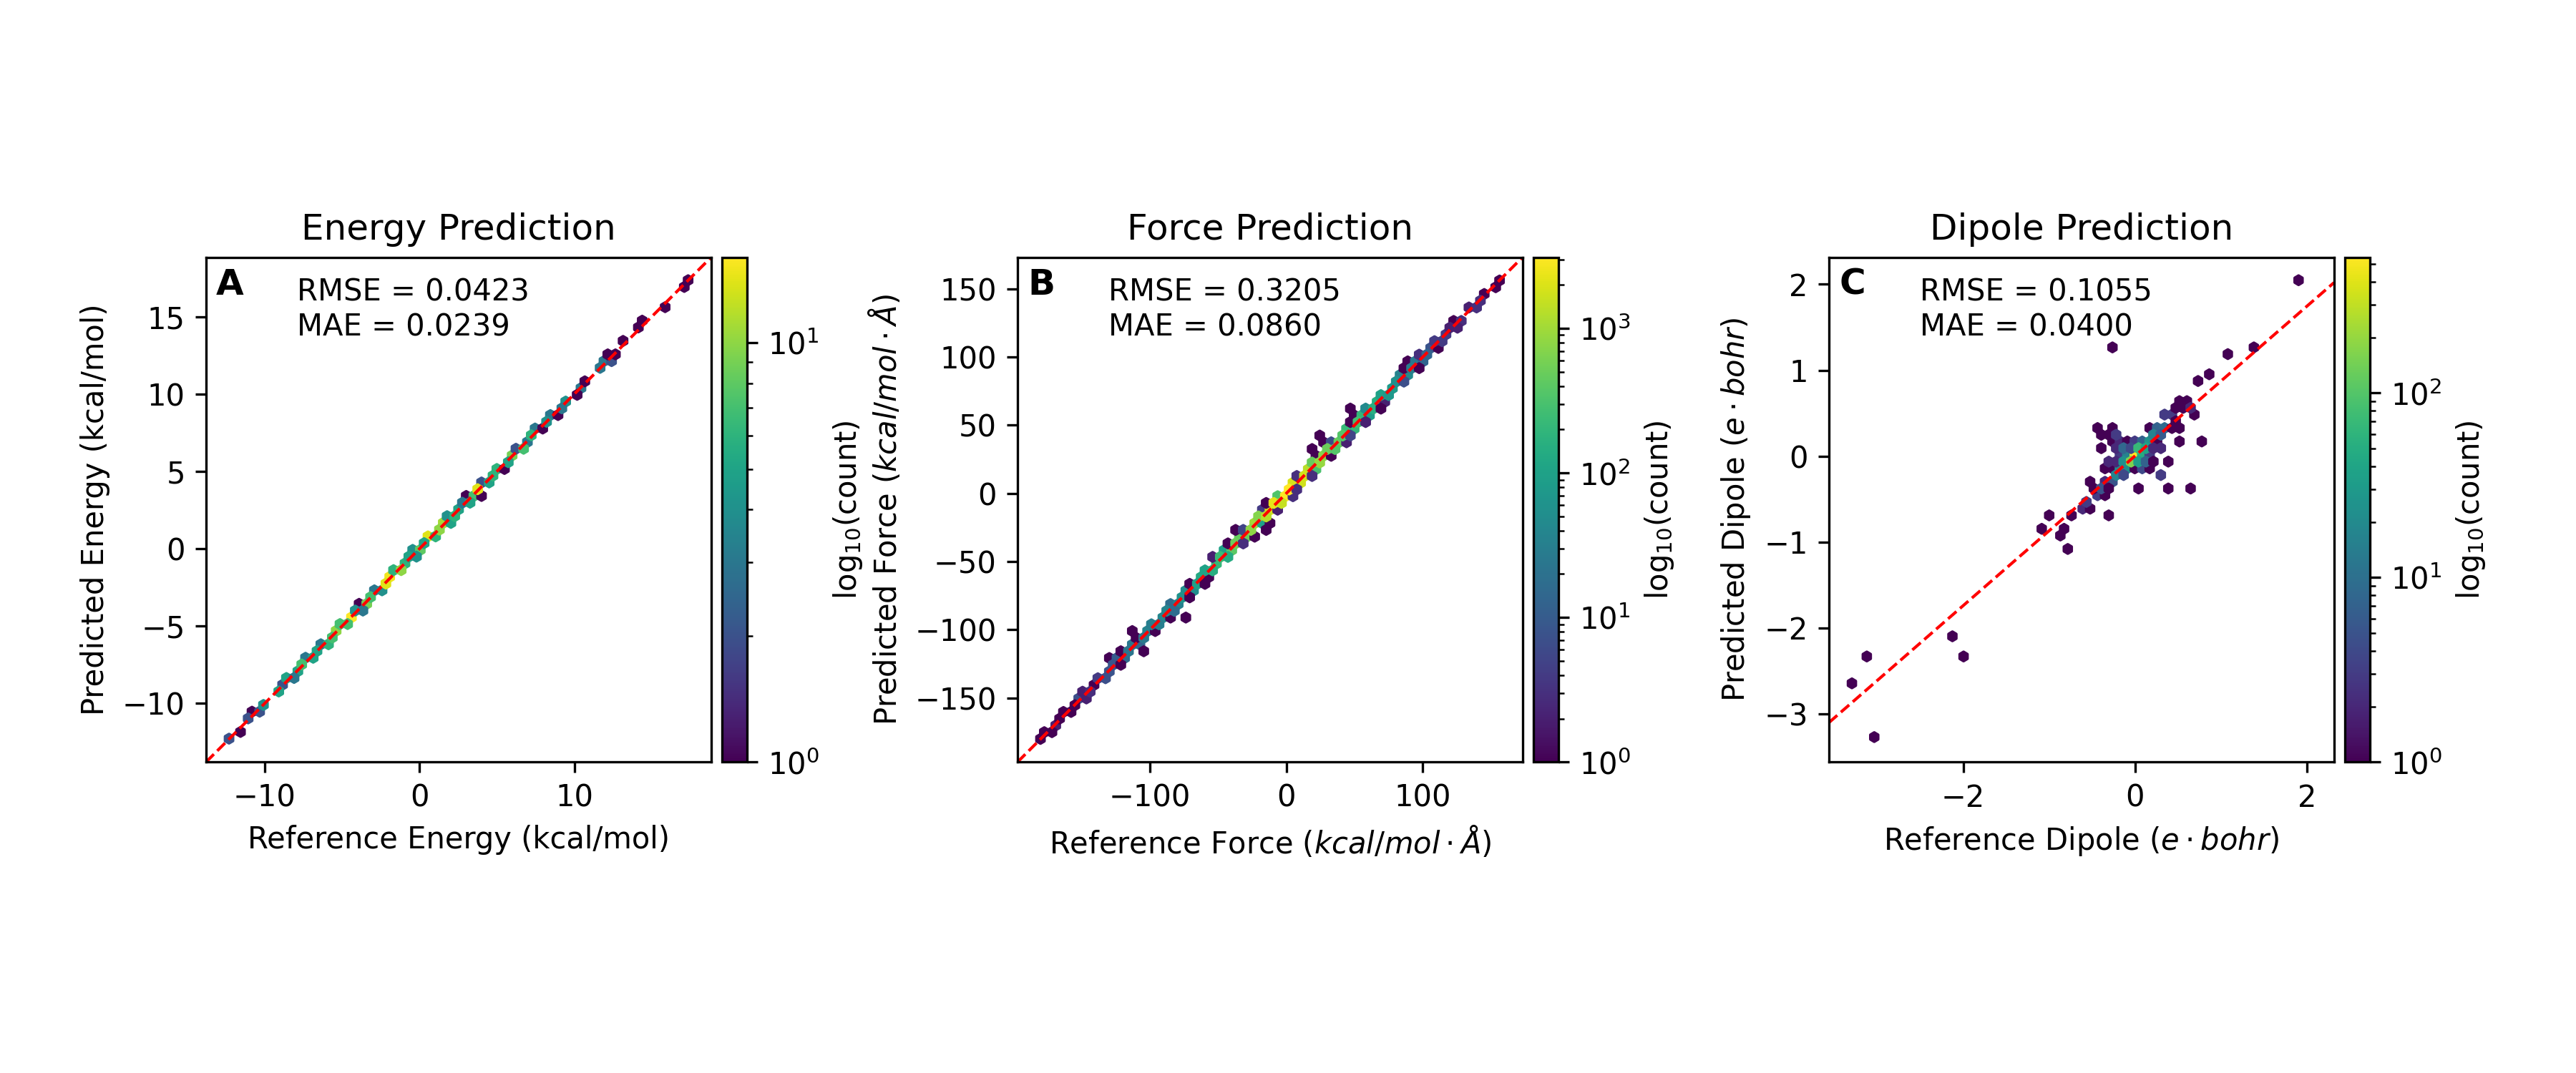 Energy Prediction
A
RMSE = 0.0423
MAE = 0.0239
Predicted Energy (kcal/mol)
15
10
5
0
−5
−10
−10
0
10
Reference Energy (kcal/mol)
10¹
10⁰
log₁₀(count)
Force Prediction
B
RMSE = 0.3205
MAE = 0.0860
Predicted Force (kcal/mol · Å)
150
100
50
0
−50
−100
−150
−100
0
100
Reference Force (kcal/mol · Å)
10³
10²
10¹
10⁰
log₁₀(count)
Dipole Prediction
C
RMSE = 0.1055
MAE = 0.0400
Predicted Dipole (e · bohr)
2
1
0
−1
−2
−3
−2
0
2
Reference Dipole (e · bohr)
10²
10¹
10⁰
log₁₀(count)